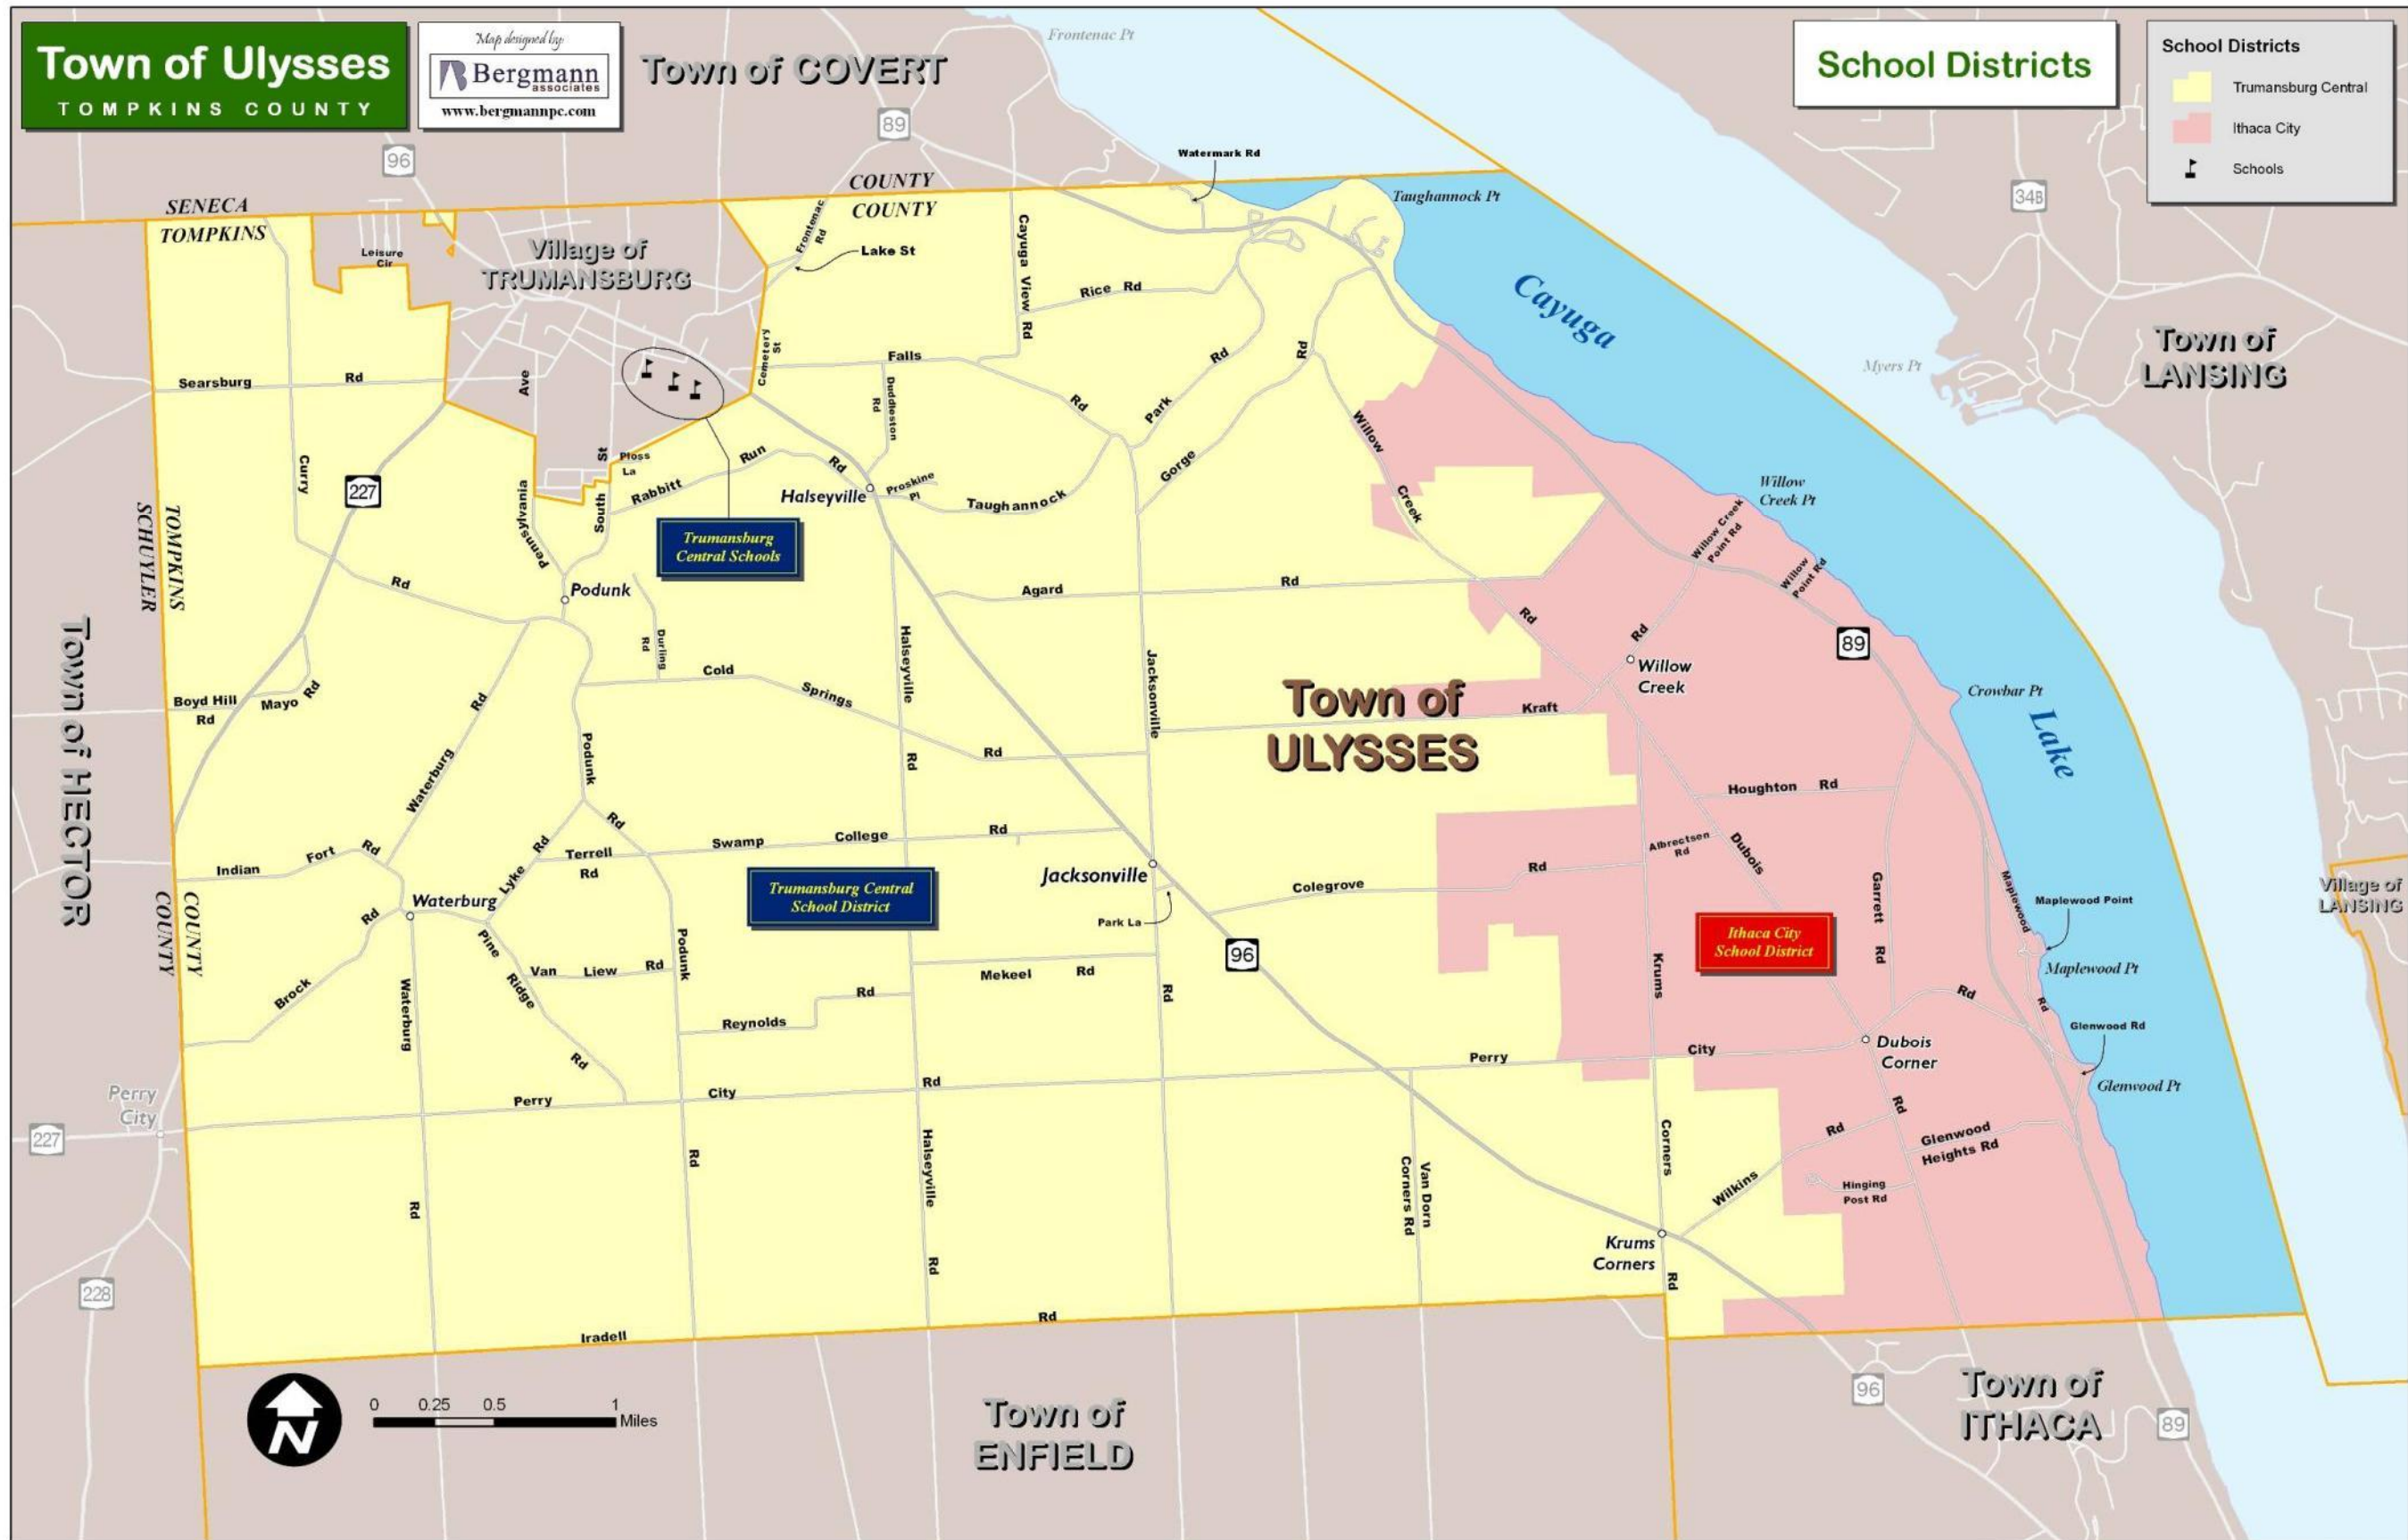 Town of Ulysses
TOMPKINS COUNTY
Map designed by:
Bergmann
associates
www.bergmannpc.com
Town of COVERT
Frontenac Pt
School Districts
School Districts
Trumansburg Central
Ithaca City
Schools
96
89
34B
Watermark Rd
SENECA
COUNTY
TOMPKINS
COUNTY
Taughannock Pt
Leisure
Cir
Village of
TRUMANSBURG
Frontenac
Rd
Lake St
Cayuga View Rd
Rice Rd
Cayuga
Town of
LANSING
Myers Pt
Searsburg Rd
Ave
Cemetery
St
Falls
Rd
Duddleston
Rd
Park
Rd
Gorge
Rd
Willow
Creek
Rd
Curry
Rd
227
St
Ploss
La
South
Rabbitt
Run
Rd
Pennsylvania
Halseyville
Proskine
Pl
Taughannock
Willow
Creek Pt
Willow Creek
Point Rd
Willow
Point Rd
Trumansburg
Central Schools
TOMPKINS
SCHUYLER
Podunk
Agard Rd
Durling
Rd
Halseyville
Rd
Jacksonville
Rd
Willow
Creek
89
Town of HECTOR
Boyd Hill
Rd
Mayo Rd
Waterburg
Rd
Cold
Springs
Rd
Town of
ULYSSES
Kraft
Rd
Crowbar Pt
Lake
Podunk
Rd
Houghton Rd
Indian Fort Rd
Lyke Rd
Terrell
Rd
Swamp College Rd
Jacksonville
Albrectsen
Rd
Dubois
Colegrove Rd
Garrett
Rd
Maplewood
Rd
Maplewood Point
Village of
LANSING
COUNTY
COUNTY
Waterburg
Trumansburg Central
School District
Park La
Ithaca City
School District
Brock
Rd
Pine
Ridge
Rd
Van Liew Rd
Podunk
Rd
Mekeel Rd
96
Krums
Corners
Rd
Maplewood Pt
Waterburg
Rd
Reynolds
Rd
Rd
Glenwood Rd
Dubois
Corner
Glenwood Pt
Perry
City
Perry City Rd
Perry City
227
Halseyville
Rd
Van Dorn
Corners Rd
Wilkins
Rd
Rd
Glenwood
Heights Rd
Hinging
Post Rd
Krums
Corners
228
Iradell
Rd
N
0 0.25 0.5 1
Miles
Town of
ENFIELD
96
Town of
ITHACA
89